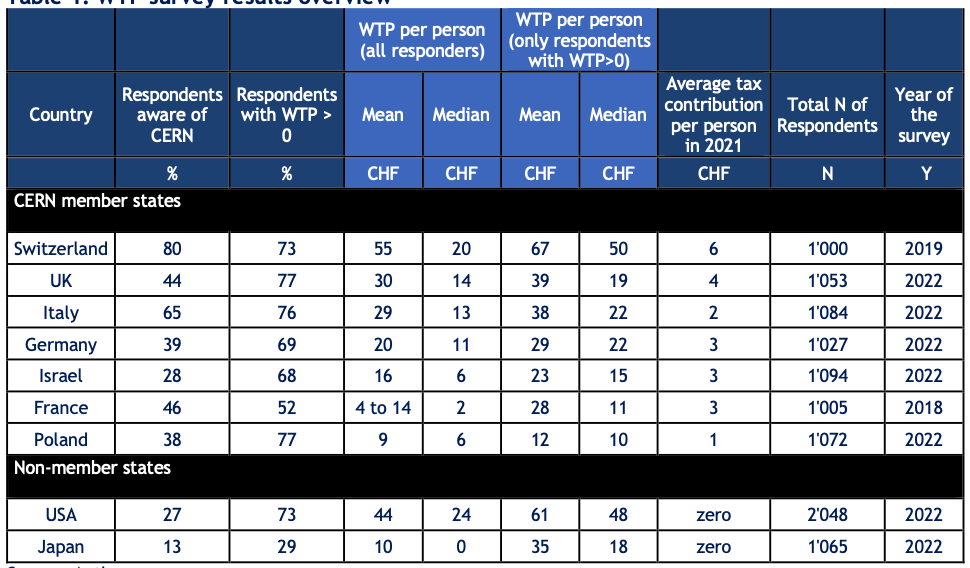 Table 1. WTP survey results overview
WTP per person (all responders) WTP per person (only respondents with WTP>0)
Country Respondents aware of CERN Respondents with WTP > 0 Mean Median Mean Median Average tax contribution per person in 2021 Total N of Respondents Year of the survey
% % CHF CHF CHF CHF CHF N Y
CERN member states
Switzerland 80 73 55 20 67 50 6 1'000 2019
UK 44 77 30 14 39 19 4 1'053 2022
Italy 65 76 29 13 38 22 2 1'084 2022
Germany 39 69 20 11 29 22 3 1'027 2022
Israel 28 68 16 6 23 15 3 1'094 2022
France 46 52 4 to 14 2 28 11 3 1'005 2018
Poland 38 77 9 6 12 10 1 1'072 2022
Non-member states
USA 27 73 44 24 61 48 zero 2'048 2022
Japan 13 29 10 0 35 18 zero 1'065 2022